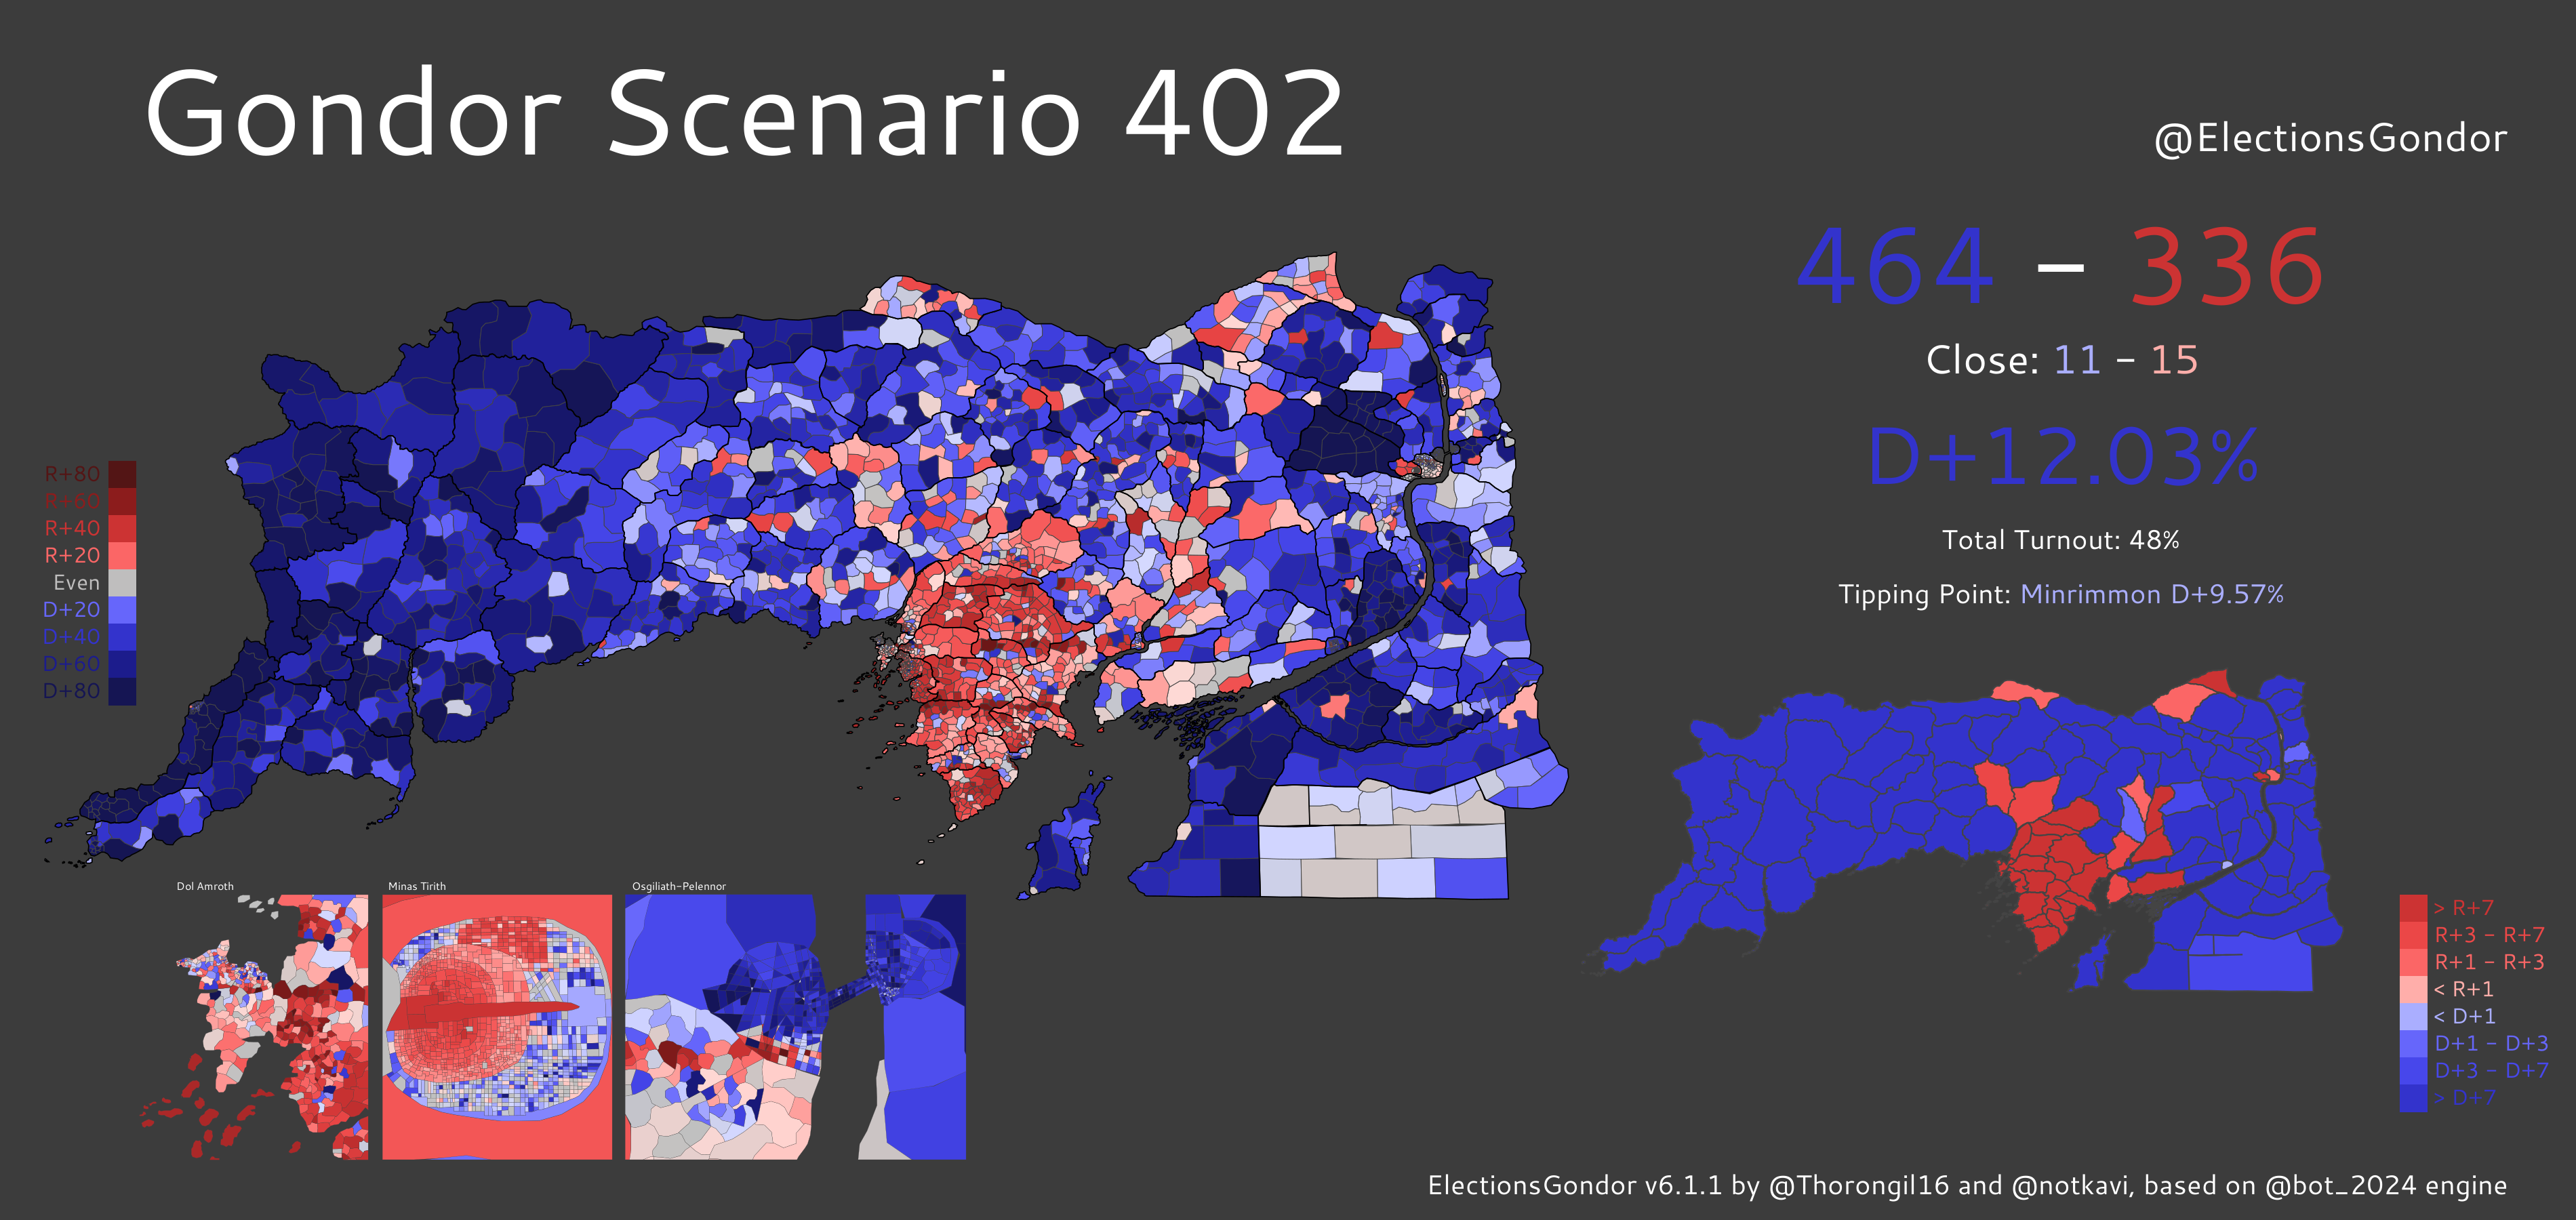 Gondor Scenario 402
@ElectionsGondor
464 – 336
Close: 11 – 15
D+12.03%
Total Turnout: 48%
Tipping Point: Minrimmon D+9.57%
R+80
R+60
R+40
R+20
Even
D+20
D+40
D+60
D+80
Dol Amroth
Minas Tirith
Osgiliath-Pelennor
> R+7
R+3 - R+7
R+1 - R+3
< R+1
< D+1
D+1 - D+3
D+3 - D+7
> D+7
ElectionsGondor v6.1.1 by @Thorongil16 and @notkavi, based on @bot_2024 engine